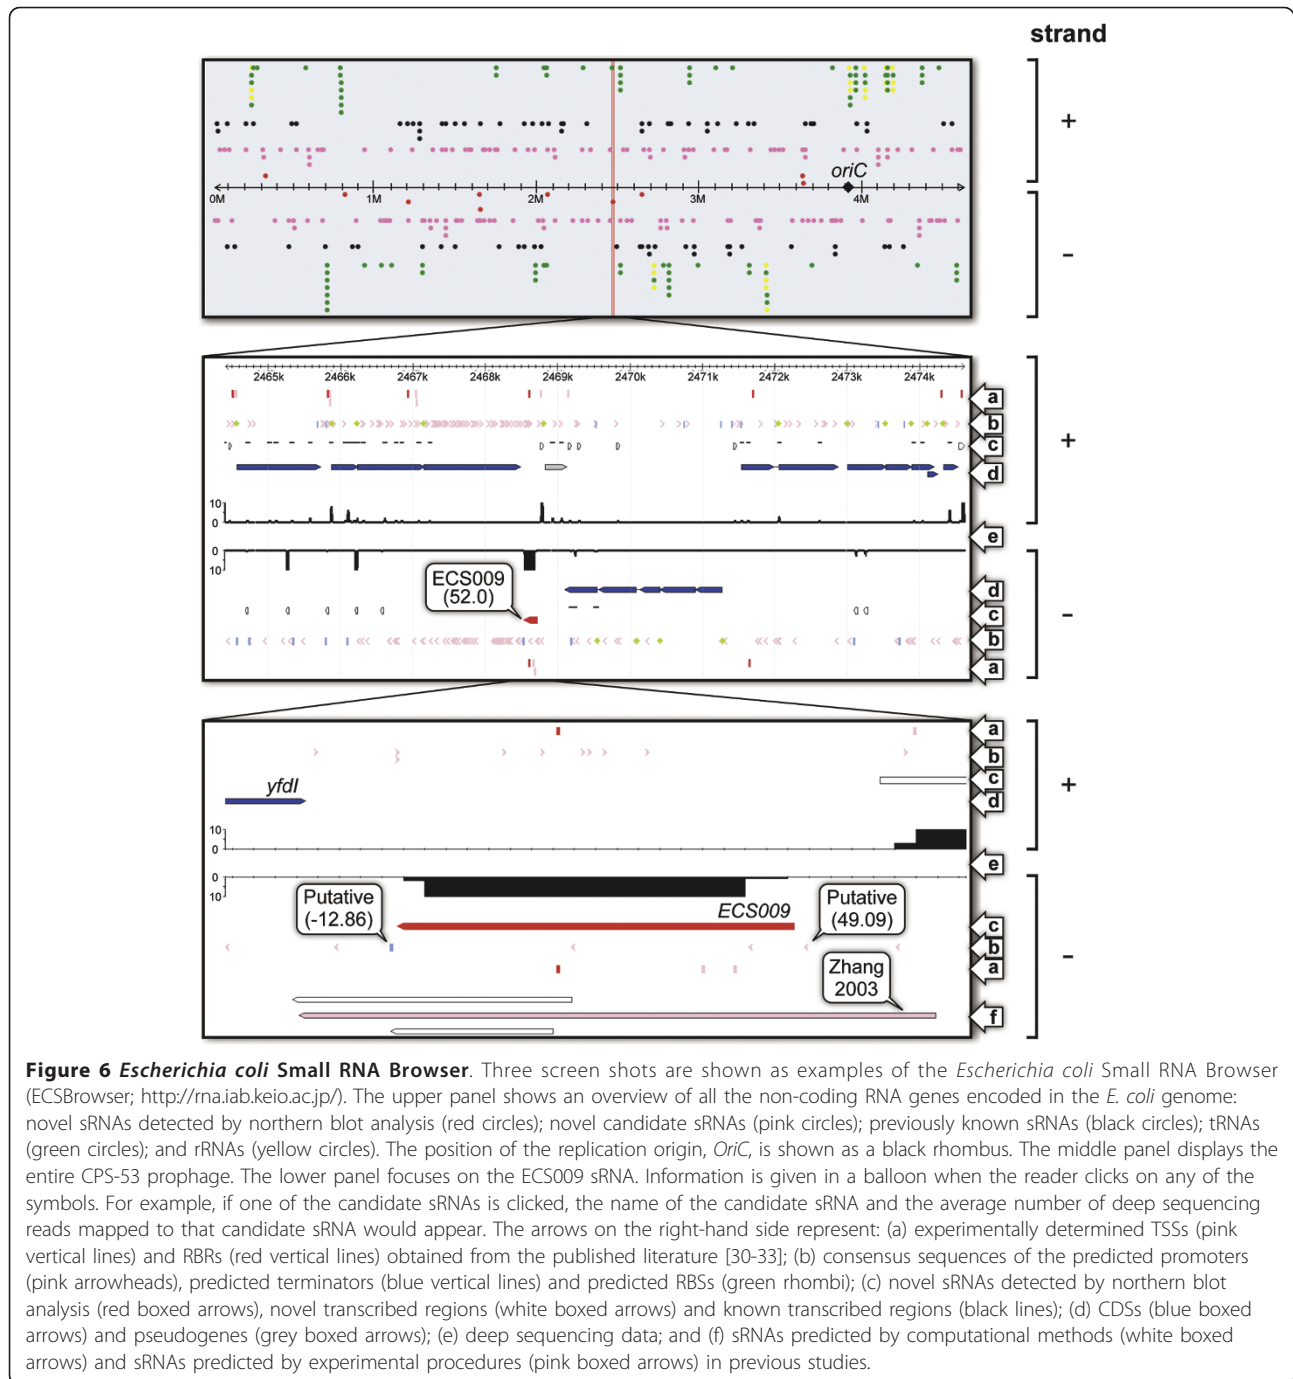 strand
+
oriC
0M 1M 2M 3M 4M
-
2465k 2466k 2467k 2468k 2469k 2470k 2471k 2472k 2473k 2474k
a
b
+
c
d
10
0
e
0
10
ECS009
(52.0)
d
c
-
b
a
a
b
c
+
yfdI
d
10
0
e
0
10
Putative
(-12.86)
ECS009
Putative
(49.09)
c
b
-
a
Zhang
2003
f
Figure 6 Escherichia coli Small RNA Browser. Three screen shots are shown as examples of the Escherichia coli Small RNA Browser
(ECSBrowser; http://rna.iab.keio.ac.jp/). The upper panel shows an overview of all the non-coding RNA genes encoded in the E. coli genome:
novel sRNAs detected by northern blot analysis (red circles); novel candidate sRNAs (pink circles); previously known sRNAs (black circles); tRNAs
(green circles); and rRNAs (yellow circles). The position of the replication origin, OriC, is shown as a black rhombus. The middle panel displays the
entire CPS-53 prophage. The lower panel focuses on the ECS009 sRNA. Information is given in a balloon when the reader clicks on any of the
symbols. For example, if one of the candidate sRNAs is clicked, the name of the candidate sRNA and the average number of deep sequencing
reads mapped to that candidate sRNA would appear. The arrows on the right-hand side represent: (a) experimentally determined TSSs (pink
vertical lines) and RBRs (red vertical lines) obtained from the published literature [30-33]; (b) consensus sequences of the predicted promoters
(pink arrowheads), predicted terminators (blue vertical lines) and predicted RBSs (green rhombi); (c) novel sRNAs detected by northern blot
analysis (red boxed arrows), novel transcribed regions (white boxed arrows) and known transcribed regions (black lines); (d) CDSs (blue boxed
arrows) and pseudogenes (grey boxed arrows); (e) deep sequencing data; and (f) sRNAs predicted by computational methods (white boxed
arrows) and sRNAs predicted by experimental procedures (pink boxed arrows) in previous studies.